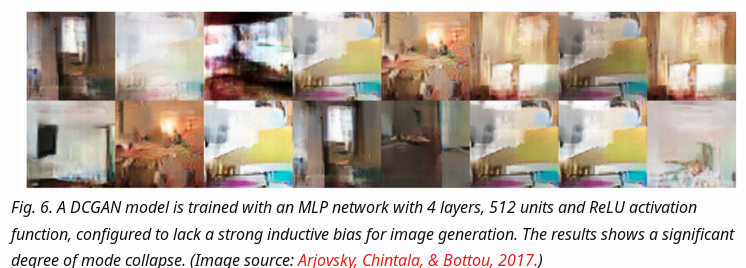 Fig. 6. A DCGAN model is trained with an MLP network with 4 layers, 512 units and ReLU activation
function, configured to lack a strong inductive bias for image generation. The results shows a significant
degree of mode collapse. (Image source: Arjovsky, Chintala, & Bottou, 2017.)